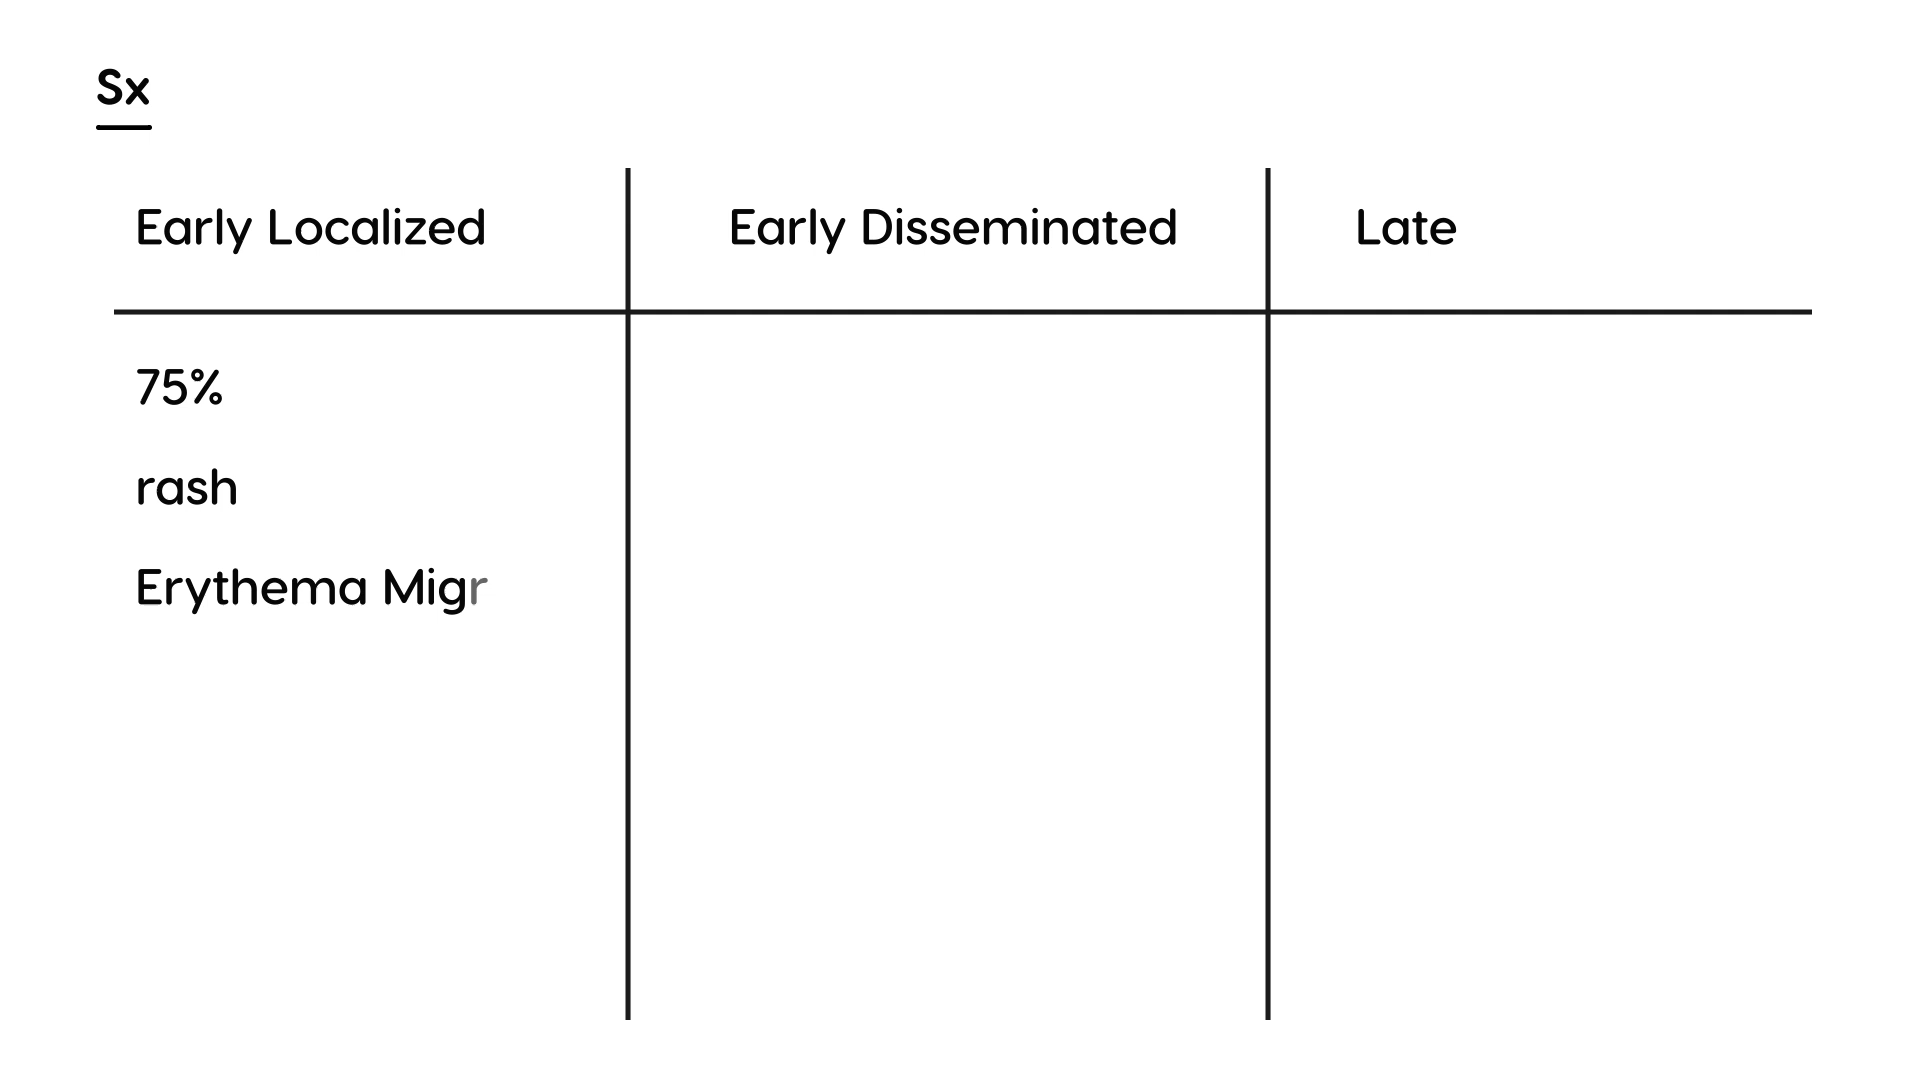 Sx
Early Localized
Early Disseminated
Late
75%
rash
Erythema Migr